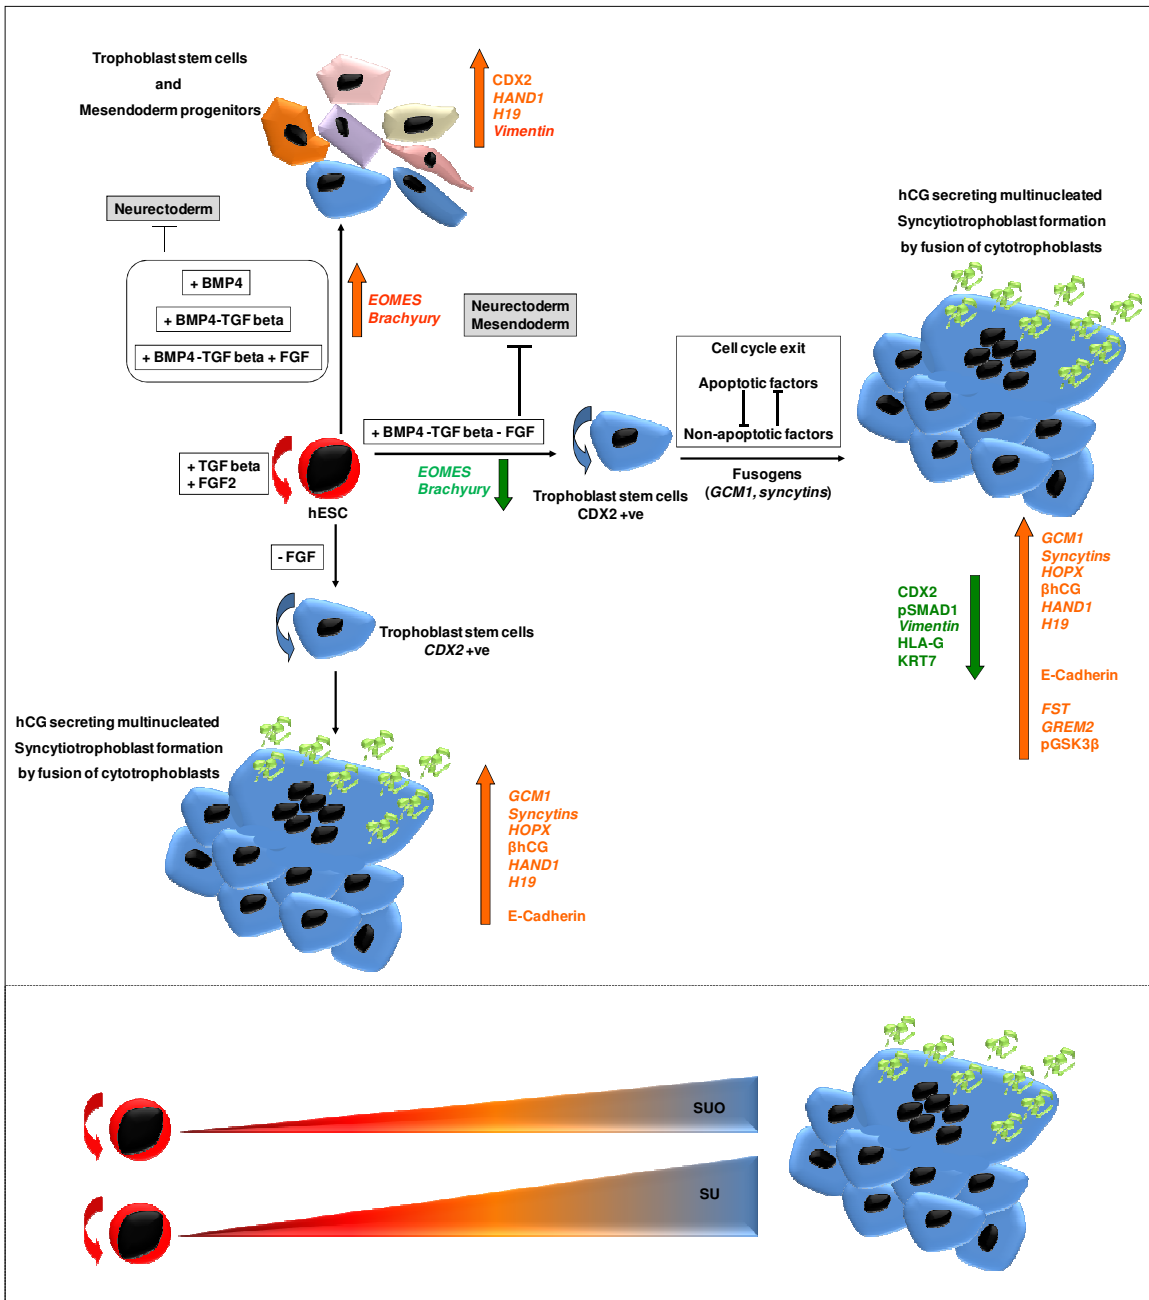 Trophoblast stem cells
and
Mesendoderm progenitors
CDX2
HAND1
H19
Vimentin
Neurectoderm
+ BMP4
+ BMP4-TGF beta
+ BMP4-TGF beta + FGF
EOMES
Brachyury
Neurectoderm
Mesendoderm
hCG secreting multinucleated
Syncytiotrophoblast formation
by fusion of cytotrophoblasts
Cell cycle exit
Apoptotic factors
Non-apoptotic factors
+ BMP4 -TGF beta - FGF
EOMES
Brachyury
+ TGF beta
+ FGF2
hESC
Trophoblast stem cells
CDX2 +ve
Fusogens
(GCM1, syncytins)
- FGF
Trophoblast stem cells
CDX2 +ve
CDX2
pSMAD1
Vimentin
HLA-G
KRT7
GCM1
Syncytins
HOPX
βhCG
HAND1
H19
E-Cadherin
FST
GREM2
pGSK3β
hCG secreting multinucleated
Syncytiotrophoblast formation
by fusion of cytotrophoblasts
GCM1
Syncytins
HOPX
βhCG
HAND1
H19
E-Cadherin
SUO
SU